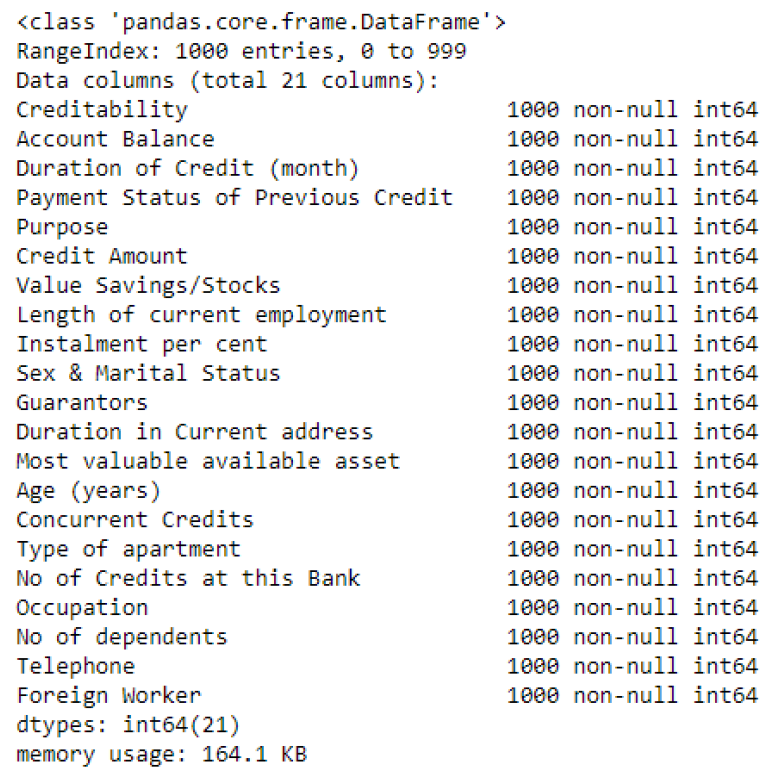 <class 'pandas.core.frame.DataFrame'>
RangeIndex: 1000 entries, 0 to 999
Data columns (total 21 columns):
Creditability 1000 non-null int64
Account Balance 1000 non-null int64
Duration of Credit (month) 1000 non-null int64
Payment Status of Previous Credit 1000 non-null int64
Purpose 1000 non-null int64
Credit Amount 1000 non-null int64
Value Savings/Stocks 1000 non-null int64
Length of current employment 1000 non-null int64
Instalment per cent 1000 non-null int64
Sex & Marital Status 1000 non-null int64
Guarantors 1000 non-null int64
Duration in Current address 1000 non-null int64
Most valuable available asset 1000 non-null int64
Age (years) 1000 non-null int64
Concurrent Credits 1000 non-null int64
Type of apartment 1000 non-null int64
No of Credits at this Bank 1000 non-null int64
Occupation 1000 non-null int64
No of dependents 1000 non-null int64
Telephone 1000 non-null int64
Foreign Worker 1000 non-null int64
dtypes: int64(21)
memory usage: 164.1 KB